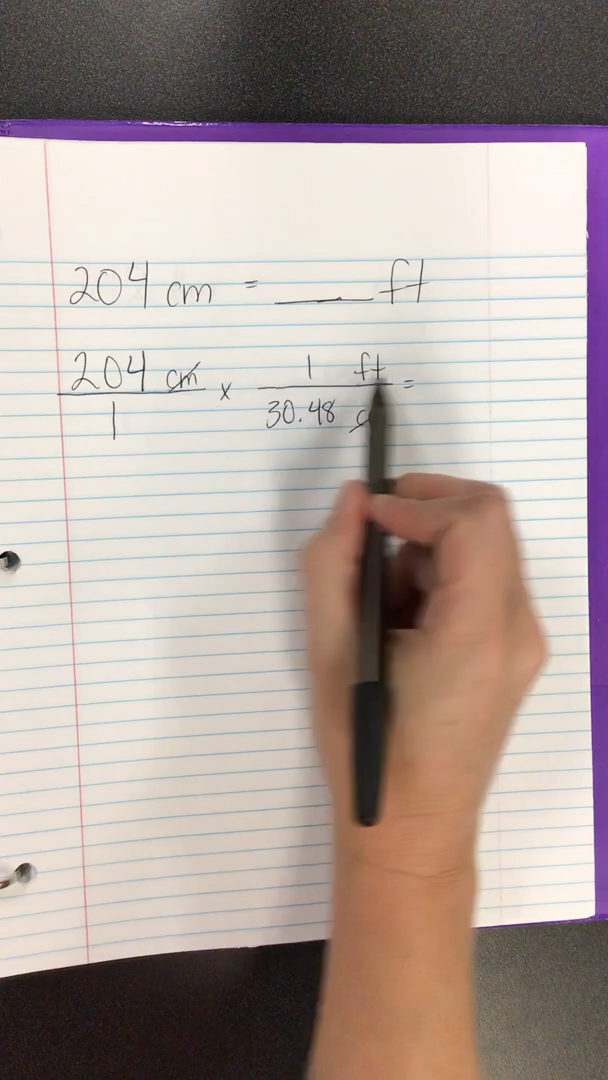 204 cm = ___ ft
204 cm × 1 ft =
1 30.48